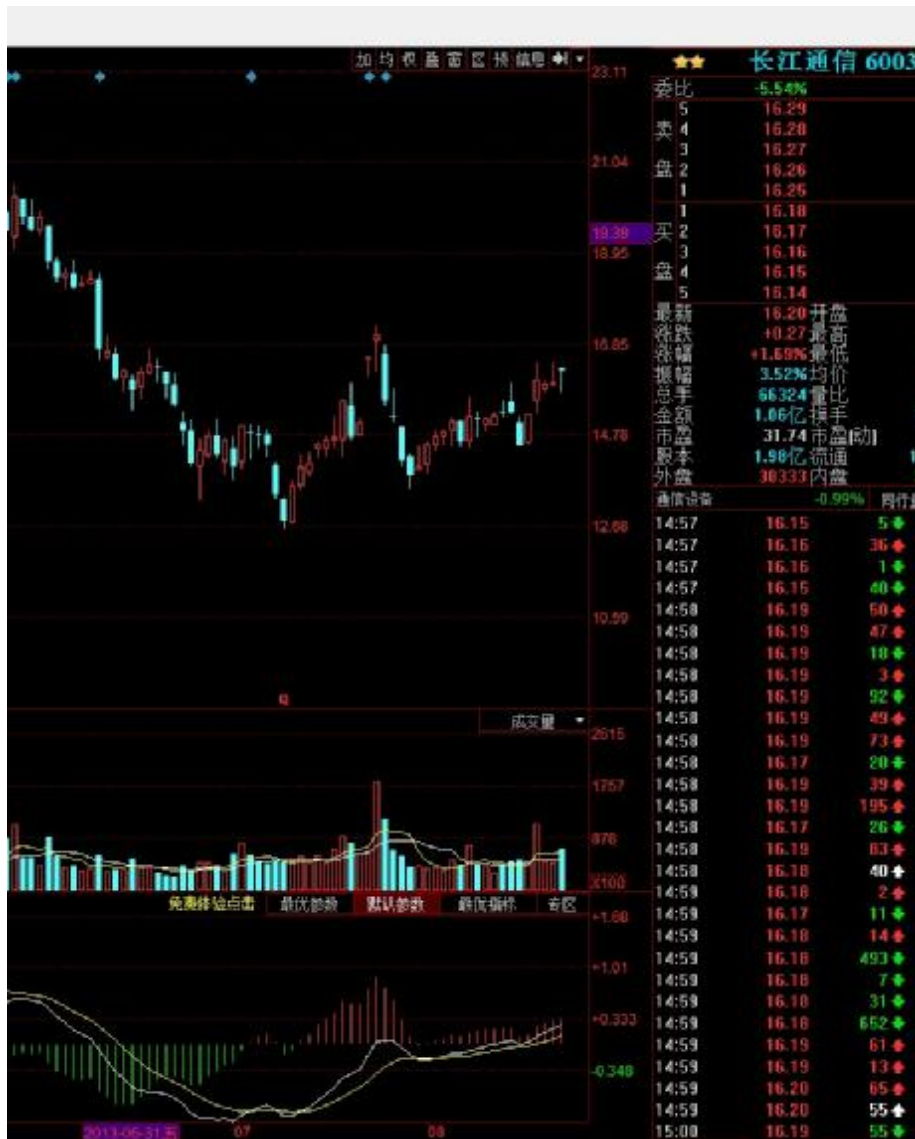 加 均 权 叠 窗 区 预 信息
长江通信 6003
23.11
委比 -5.54%
5 16.29
卖 4 16.28
3 16.27
21.04
盘 2 16.26
1 16.25
1 16.18
19.39
买 2 16.17
18.95
3 16.16
盘 4 16.15
5 16.14
最新 16.20 开盘
涨跌 +0.27 最高
16.85
涨幅 +1.69% 最低
振幅 3.52% 均价
总手 66324 量比
金额 1.06亿 换手
14.78
市盈 31.74 市盈(动)
股本 1.98亿 流通
外盘 38333 内盘
通信设备 -0.99%
12.68
14:57 16.15 5
14:57 16.16 36
14:57 16.16 1
14:57 16.15 40
10.59
14:58 16.19 50
14:58 16.19 47
14:58 16.19 18
14:58 16.19 3
14:58 16.19 92
成交量
14:58 16.19 49
2615
14:58 16.19 73
14:58 16.17 20
1757
14:58 16.19 39
14:58 16.19 195
14:58 16.17 26
878
14:58 16.19 83
14:58 16.18 40
X100
14:59 16.18 2
免费体验点击 最优参数 默认参数 最优指标
+1.68
14:59 16.17 11
14:59 16.18 14
14:59 16.18 493
+1.01
14:59 16.18 7
14:59 16.18 31
+0.333
14:59 16.18 652
14:59 16.19 61
-0.348
14:59 16.19 13
14:59 16.20 65
14:59 16.20 55
07 08
15:00 16.19 55